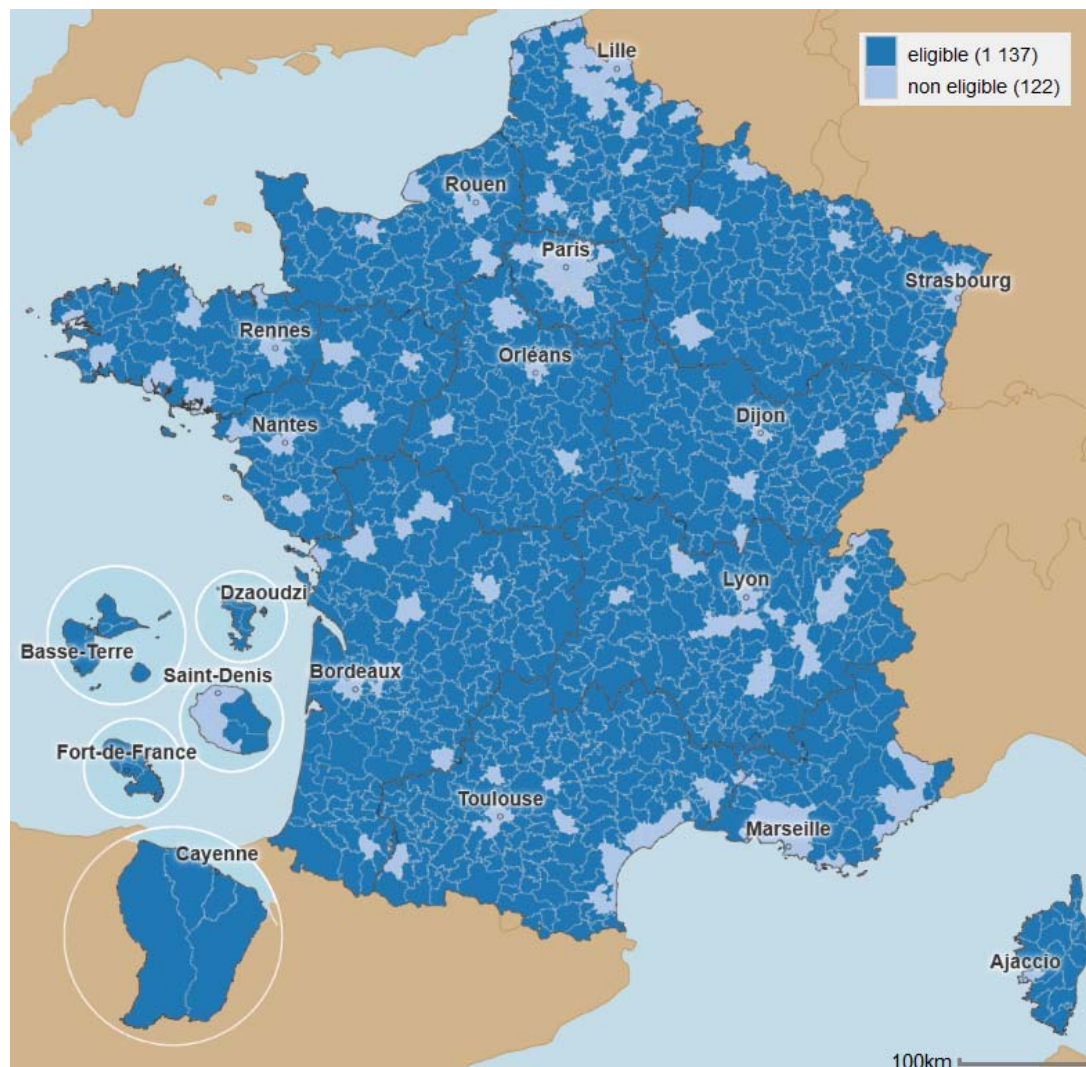 Lille
eligible (1 137)
non eligible (122)
Rouen
Paris
Strasbourg
Rennes
Orléans
Nantes
Dijon
Dzaoudzi
Lyon
Basse-Terre
Saint-Denis
Bordeaux
Fort-de-France
Toulouse
Marseille
Cayenne
Ajaccio
100km